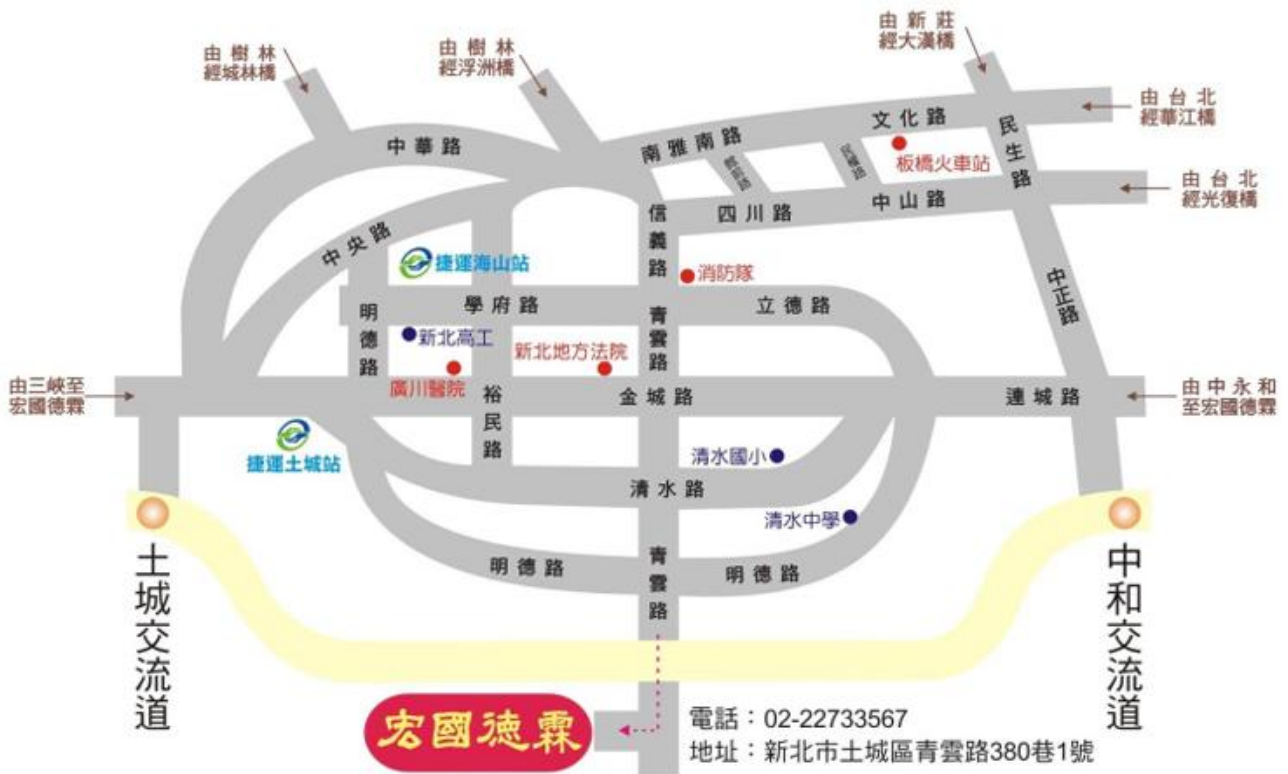 由新莊
經大漢橋
由樹林
經浮洲橋
由樹林
經城林橋
由台北
經華江橋
文化路
民生路
南雅南路
中華路
板橋火車站
由台北
經光復橋
中山路
四川路
信義路
中央路
捷運海山站
消防隊
中正路
明德路
學府路
青雲路
立德路
新北高工
新北地方法院
廣川醫院
由三峽至
宏國德霖
裕民路
金城路
連城路
由中永和
至宏國德霖
捷運土城站
清水國小
清水路
清水中學
土城交流道
中和交流道
明德路
青雲路
明德路
宏國德霖
電話：02-22733567
地址：新北市土城區青雲路380巷1號